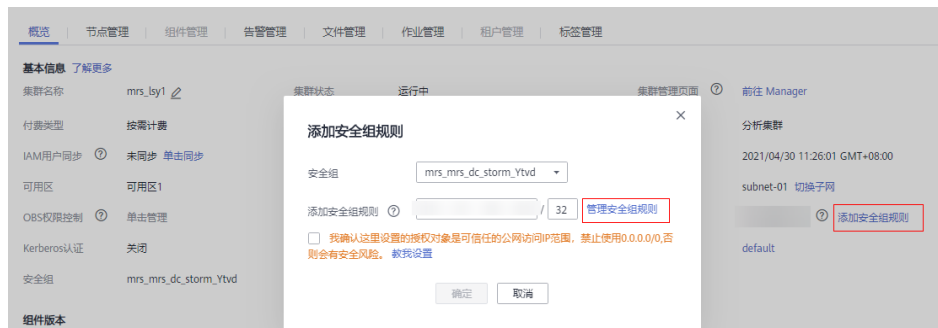 概览 节点管理 组件管理 告警管理 文件管理 作业管理 租户管理 标签管理
基本信息 了解更多
集群名称 mrs_lsy1 集群状态 运行中 集群管理页面 前往 Manager
付费类型 按需计费 分析集群
IAM用户同步 未同步 单击同步 2021/04/30 11:26:01 GMT+08:00
可用区 可用区1 subnet-01 切换子网
OBS权限控制 单击管理 添加安全组规则
Kerberos认证 关闭 default
安全组 mrs_mrs_dc_storm_Ytvd
组件版本
添加安全组规则
安全组 mrs_mrs_dc_storm_Ytvd
添加安全组规则 / 32 管理安全组规则
我确认这里设置的授权对象是可信任的公网访问IP范围，禁止使用0.0.0.0/0,否
则会有安全风险。 教我设置
确定 取消